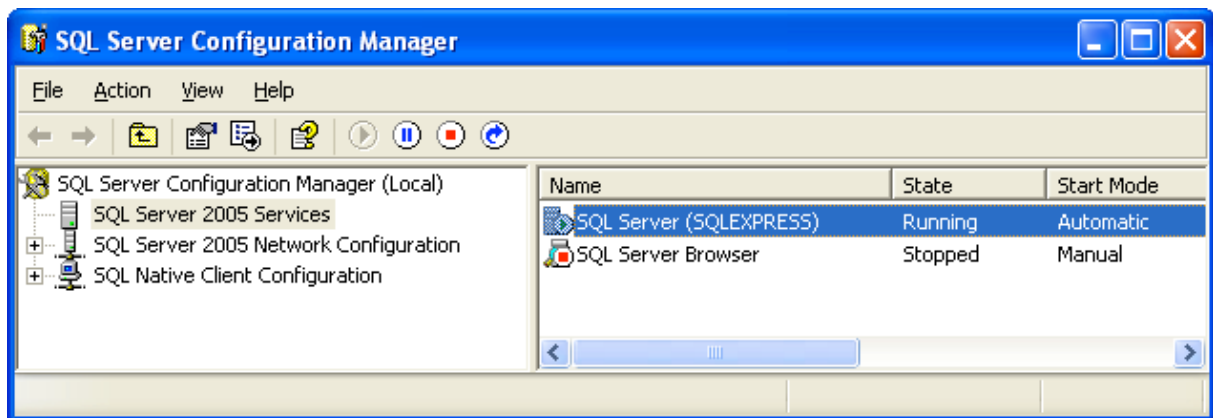 SQL Server Configuration Manager
File Action View Help
SQL Server Configuration Manager (Local)
SQL Server 2005 Services
SQL Server 2005 Network Configuration
SQL Native Client Configuration
Name State Start Mode
SQL Server (SQLEXPRESS) Running Automatic
SQL Server Browser Stopped Manual